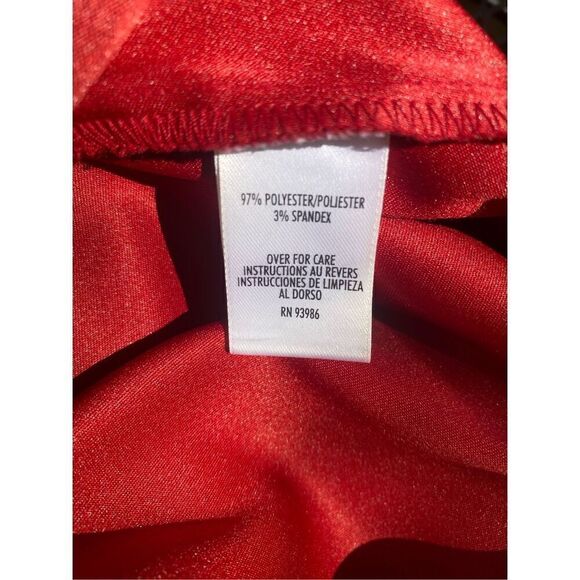 97% POLYESTER/POLIESTER
3% SPANDEX
OVER FOR CARE
INSTRUCTIONS AU REVERS
INSTRUCCIONES DE LIMPIEZA
AL DORSO
RN 93986